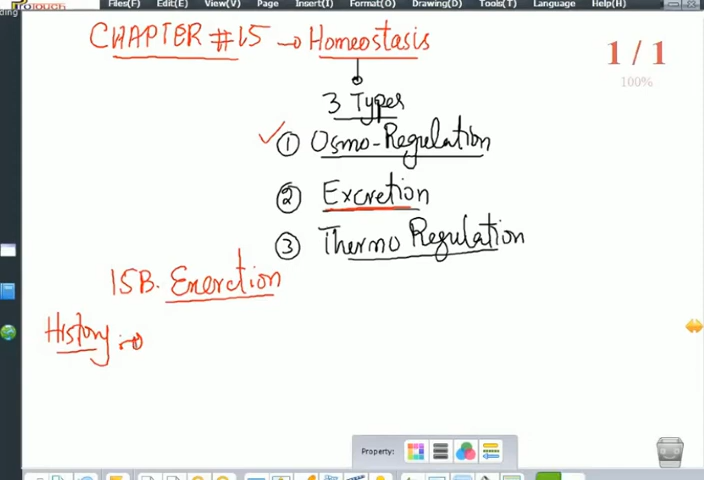 Files(F) Edit(E) View(V) Page Insert(I) Format(O) Drawing(D) Tools(T) Language Help(H)
CHAPTER #15 → Homeostasis
1 / 1
100%
3 Types
✓ ① Osmo-Regulation
② Excretion
③ Thermo Regulation
15B. Exerction
History :→
Property: